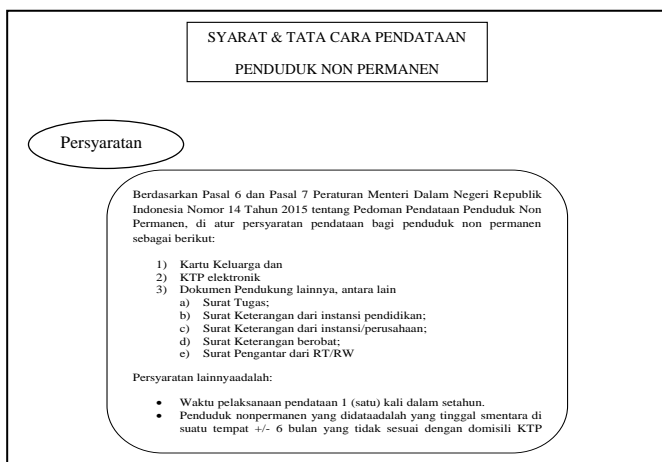 SYARAT & TATA CARA PENDATAAN
PENDUDUK NON PERMANEN
Persyaratan
Berdasarkan Pasal 6 dan Pasal 7 Peraturan Menteri Dalam Negeri Republik
Indonesia Nomor 14 Tahun 2015 tentang Pedoman Pendataan Penduduk Non
Permanen, di atur persyaratan pendataan bagi penduduk non permanen
sebagai berikut:
1) Kartu Keluarga dan
2) KTP elektronik
3) Dokumen Pendukung lainnya, antara lain
a) Surat Tugas;
b) Surat Keterangan dari instansi pendidikan;
c) Surat Keterangan dari instansi/perusahaan;
d) Surat Keterangan berobat;
e) Surat Pengantar dari RT/RW
Persyaratan lainnyaadalah:
• Waktu pelaksanaan pendataan 1 (satu) kali dalam setahun.
• Penduduk nonpermanen yang didataadalah yang tinggal smentara di
suatu tempat +/- 6 bulan yang tidak sesuai dengan domisili KTP